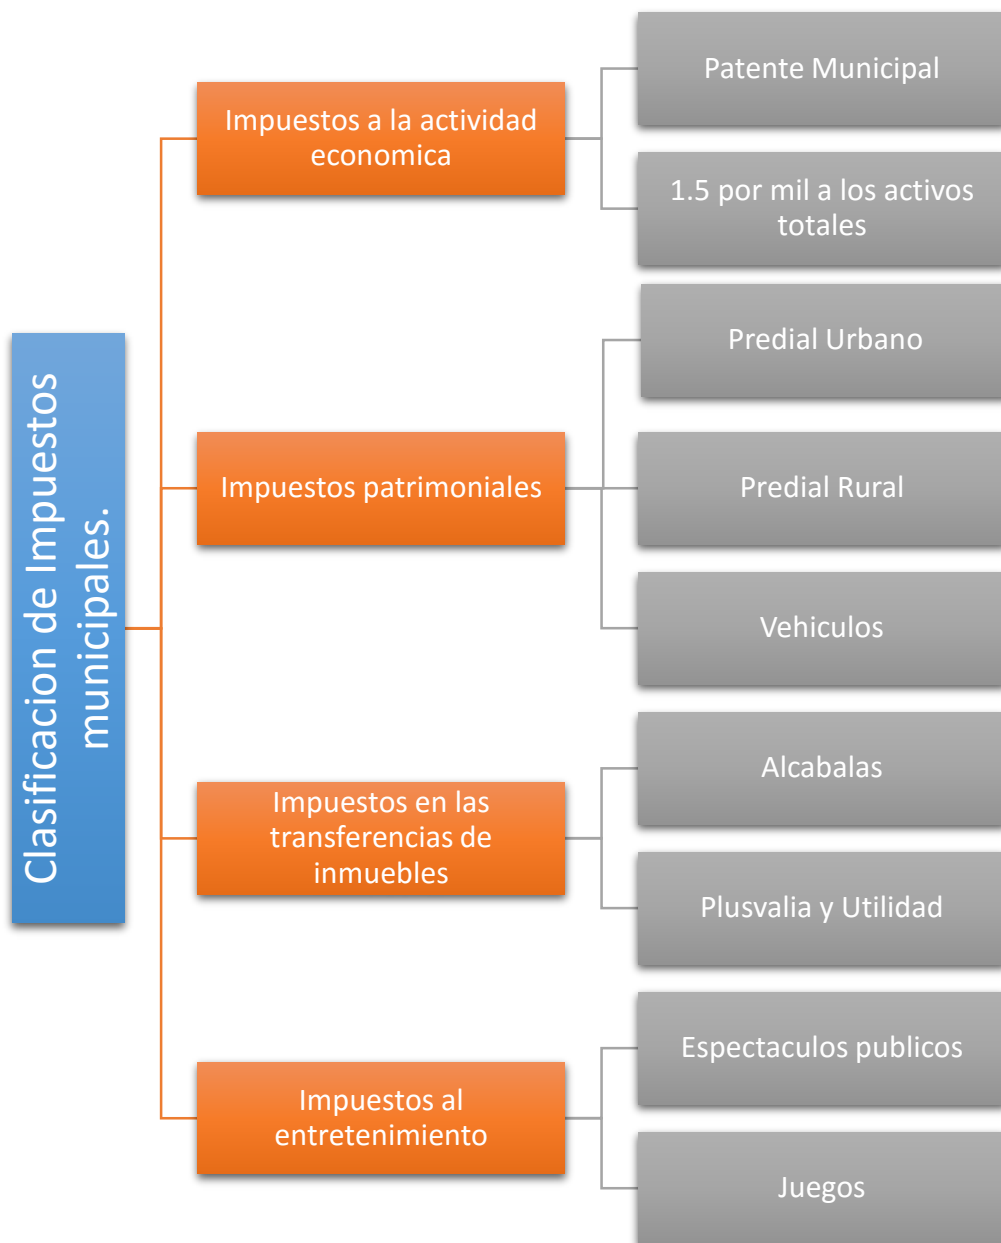 Clasificacion de Impuestos
municipales.
Impuestos a la actividad
economica
Patente Municipal
1.5 por mil a los activos
totales
Impuestos patrimoniales
Predial Urbano
Predial Rural
Vehiculos
Impuestos en las
transferencias de
inmuebles
Alcabalas
Plusvalia y Utilidad
Impuestos al
entretenimiento
Espectaculos publicos
Juegos